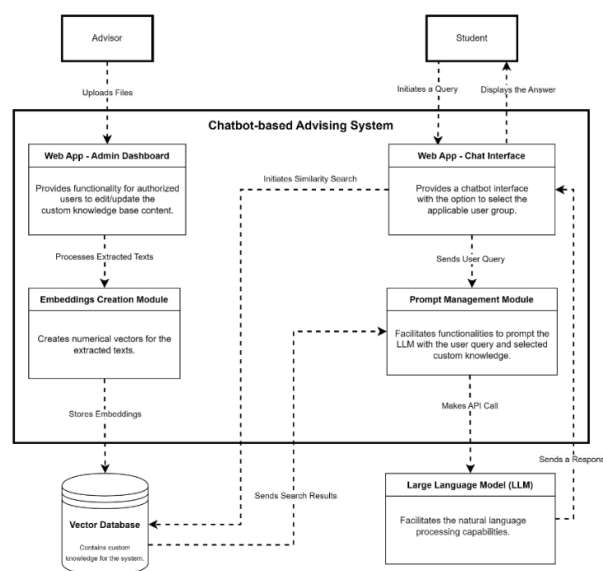 Advisor
Student
Uploads Files
Initiates a Query
Displays the Answer
Chatbot-based Advising System
Web App - Admin Dashboard
Provides functionality for authorized
users to edit/update the
custom knowledge base content.
Initiates Similarity Search
Web App - Chat Interface
Provides a chatbot interface
with the option to select the
applicable user group.
Processes Extracted Texts
Sends User Query
Embeddings Creation Module
Creates numerical vectors for the
extracted texts.
Prompt Management Module
Facilitates functionalities to prompt the
LLM with the user query and selected
custom knowledge.
Stores Embeddings
Makes API Call
Sends a Respons
Large Language Model (LLM)
Facilitates the natural language
processing capabilities.
Sends Search Results
Vector Database
Contains custom
knowledge for the system.